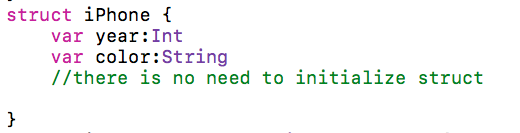 struct iPhone {
    var year:Int
    var color:String
    //there is no need to initialize struct
}